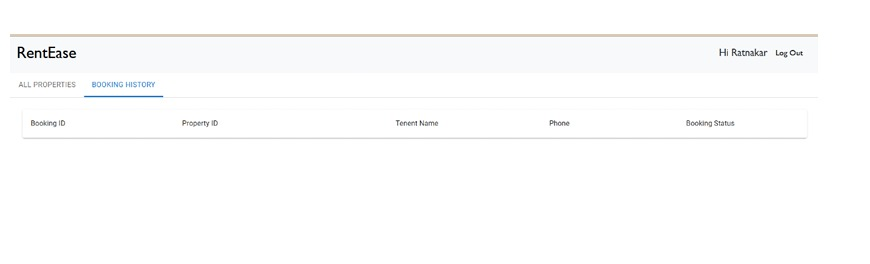 RentEase Hi Ratnakar Log Out
ALL PROPERTIES BOOKING HISTORY
Booking ID Property ID Tenent Name Phone Booking Status